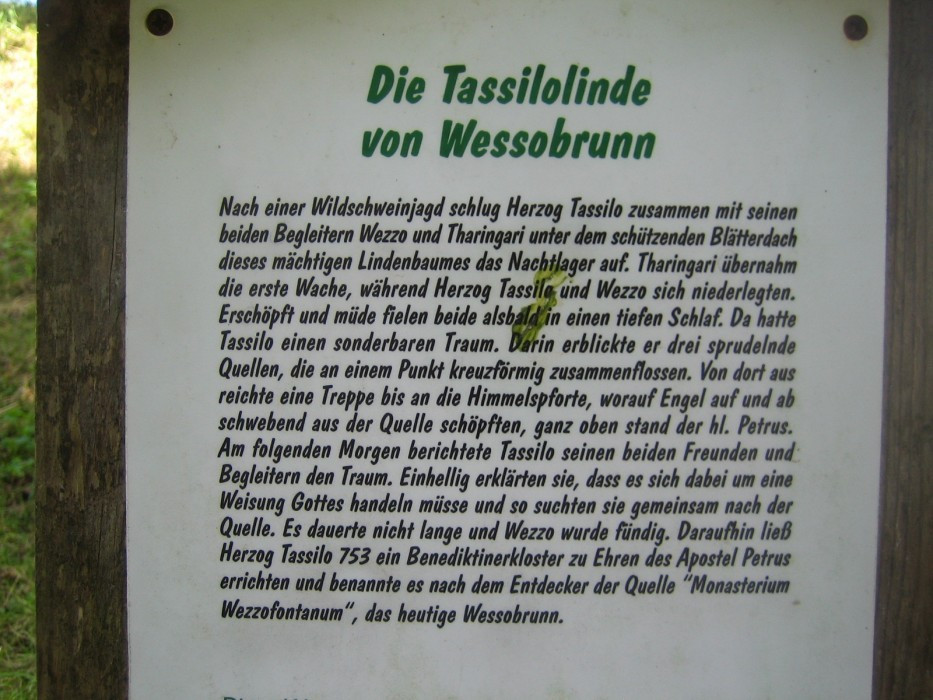 Die Tassilolinde
von Wessobrunn
Nach einer Wildschweinjagd schlug Herzog Tassilo zusammen mit seinen
beiden Begleitern Wezzo und Tharingari unter dem schützenden Blätterdach
dieses mächtigen Lindenbaumes das Nachtlager auf. Tharingari übernahm
die erste Wache, während Herzog Tassilo und Wezzo sich niederlegten.
Erschöpft und müde fielen beide alsbald in einen tiefen Schlaf. Da hatte
Tassilo einen sonderbaren Traum. Darin erblickte er drei sprudelnde
Quellen, die an einem Punkt kreuzförmig zusammenflossen. Von dort aus
reichte eine Treppe bis an die Himmelspforte, worauf Engel auf und ab
schwebend aus der Quelle schöpften, ganz oben stand der hl. Petrus.
Am folgenden Morgen berichtete Tassilo seinen beiden Freunden und
Begleitern den Traum. Einhellig erklärten sie, dass es sich dabei um eine
Weisung Gottes handeln müsse und so suchten sie gemeinsam nach der
Quelle. Es dauerte nicht lange und Wezzo wurde fündig. Daraufhin ließ
Herzog Tassilo 753 ein Benediktinerkloster zu Ehren des Apostel Petrus
errichten und benannte es nach dem Entdecker der Quelle "Monasterium
Wezzofontanum", das heutige Wessobrunn.